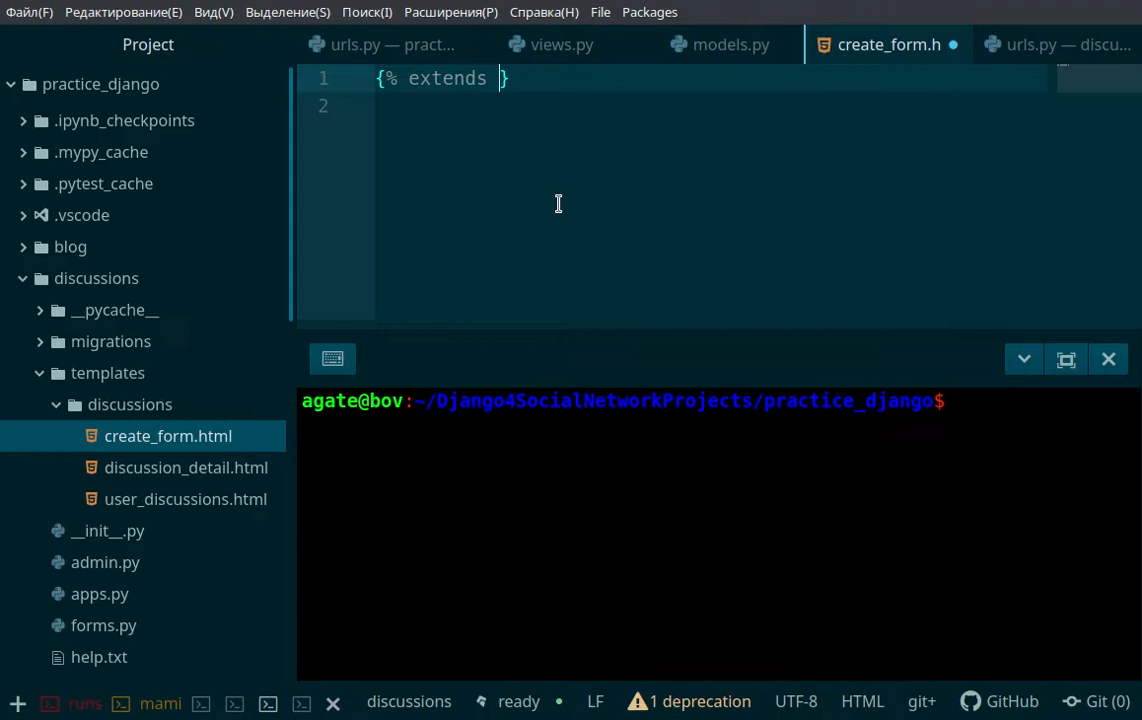 Файл(F) Редактирование(E) Вид(V) Выделение(S) Поиск(I) Расширения(P) Справка(H) File Packages
Project
urls.py — pract...
views.py
models.py
create_form.h
urls.py — discu...
practice_django
.ipynb_checkpoints
.mypy_cache
.pytest_cache
.vscode
blog
discussions
__pycache__
migrations
templates
discussions
create_form.html
discussion_detail.html
user_discussions.html
__init__.py
admin.py
apps.py
forms.py
help.txt
1 {% extends }
2
agate@bov:~/Django4SocialNetworkProjects/practice_django$
runs mami discussions ready LF 1 deprecation UTF-8 HTML git+ GitHub Git (0)